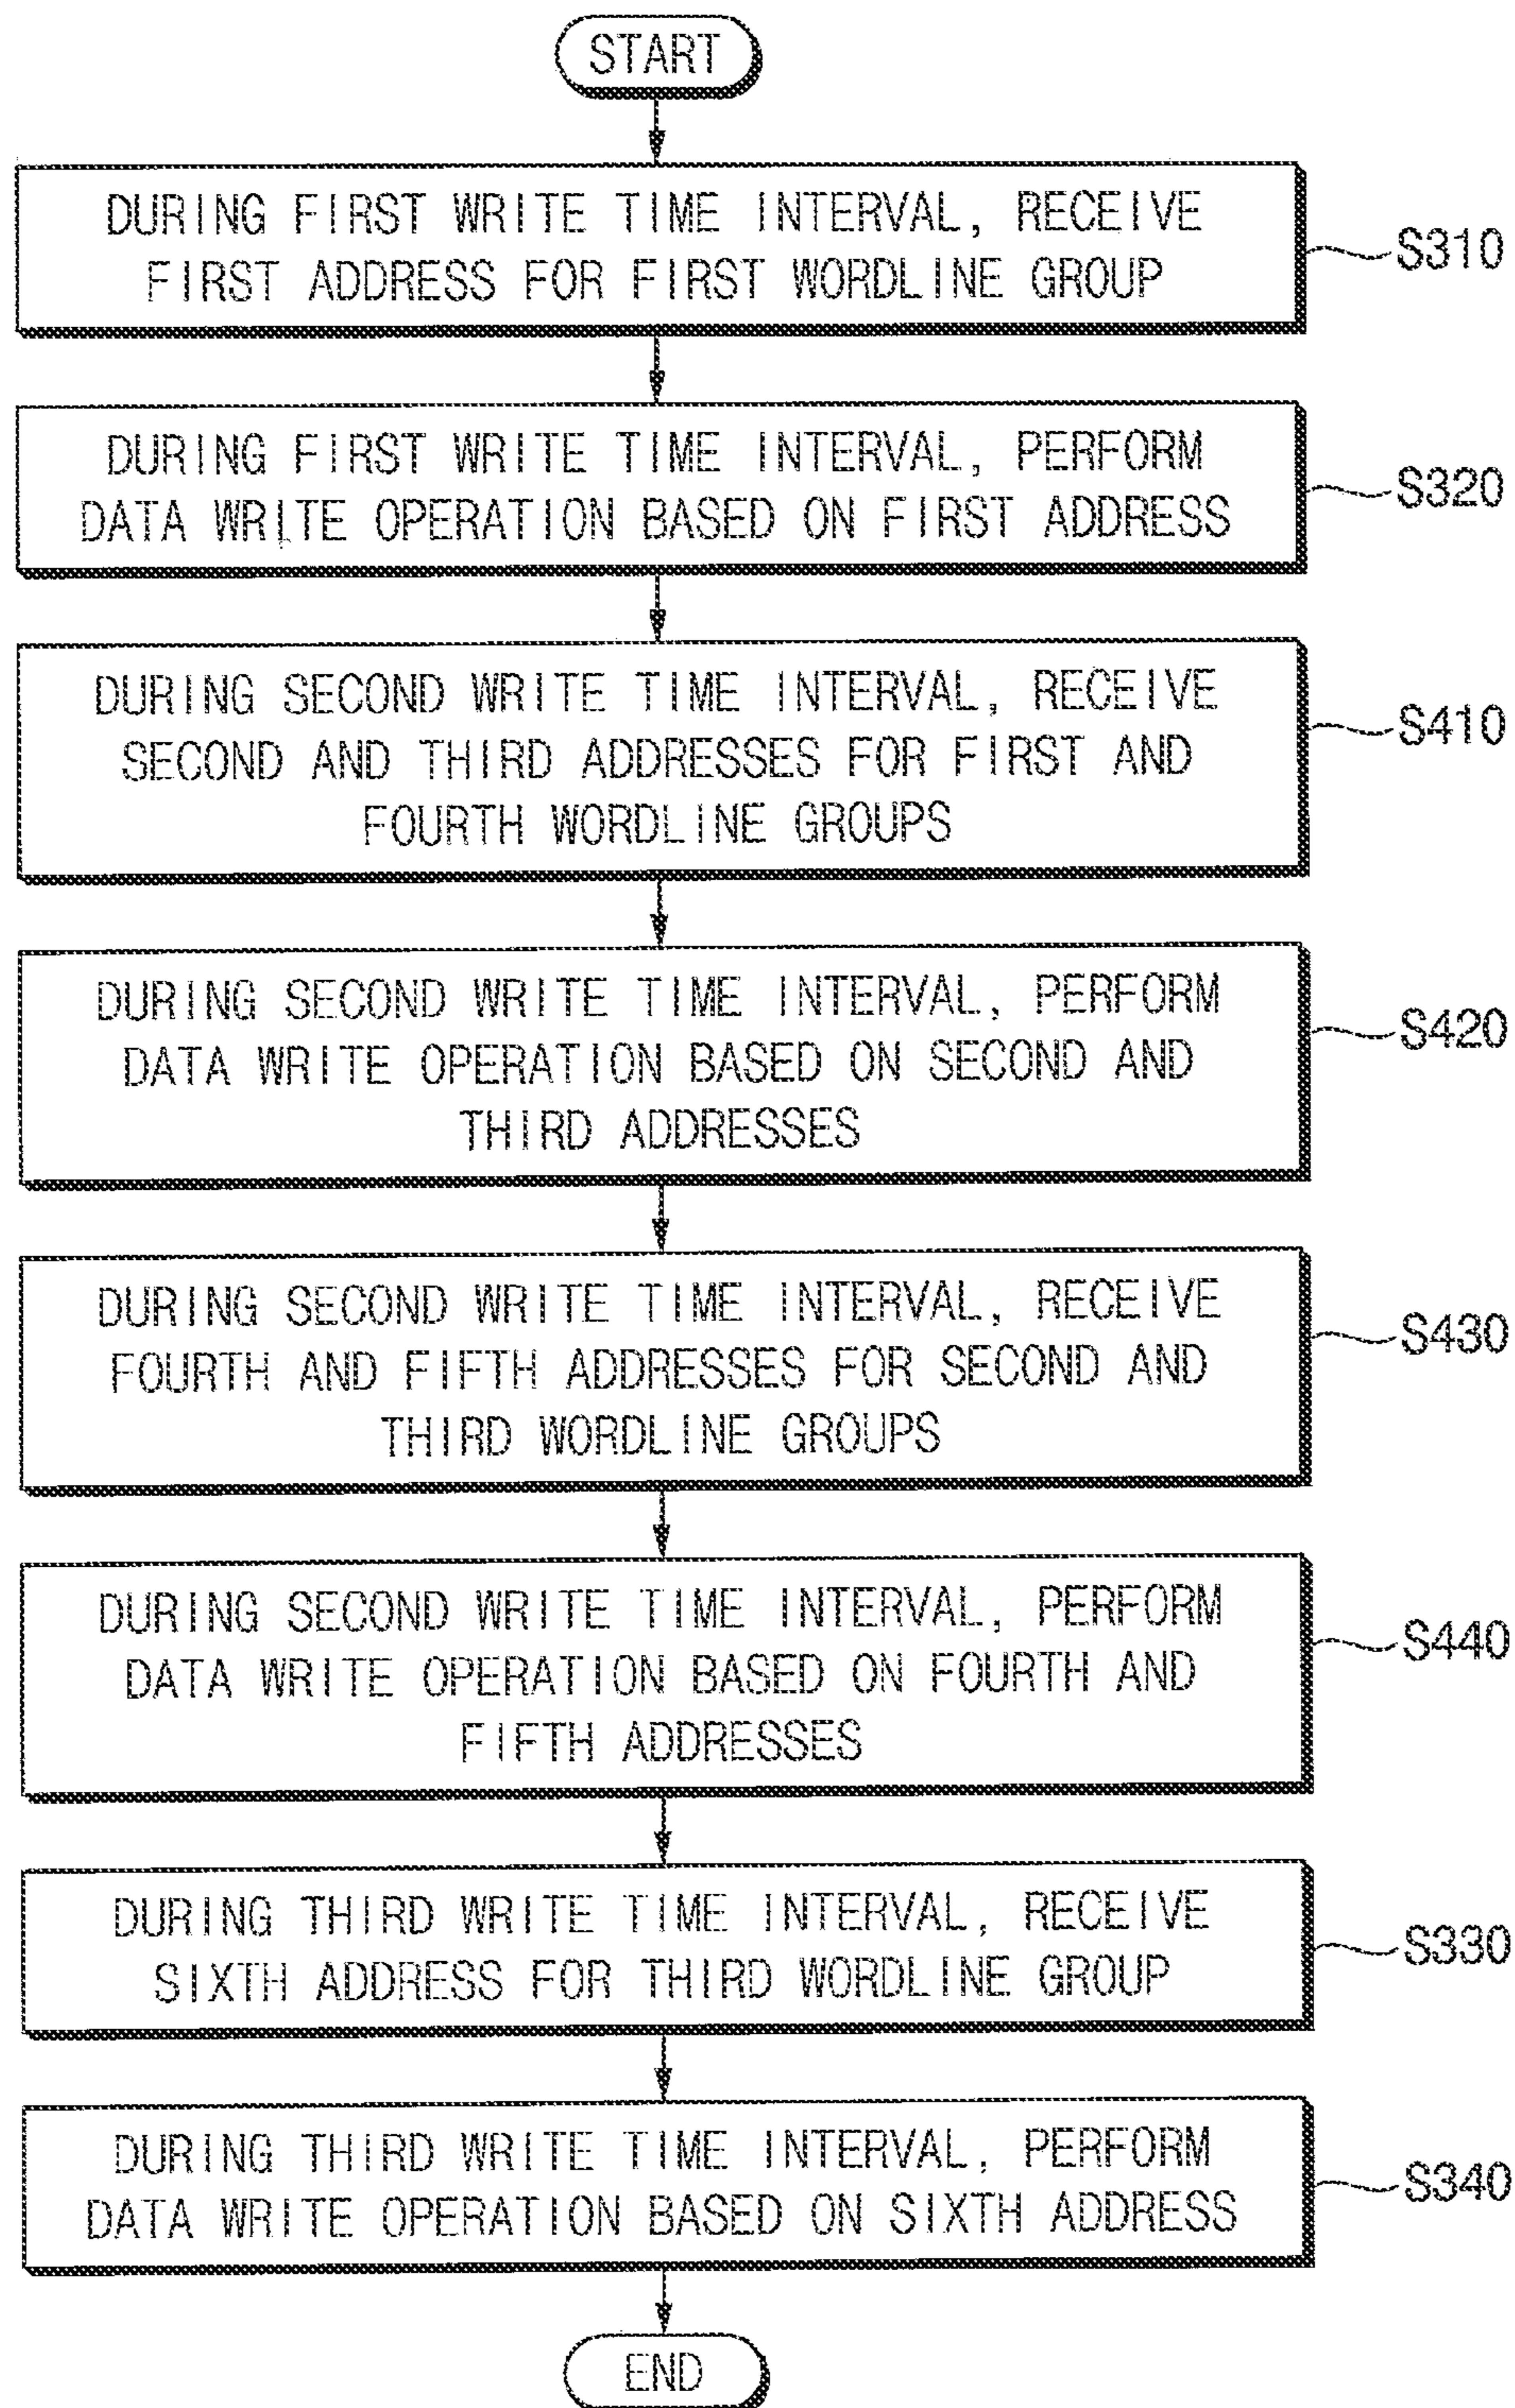 START
DURING FIRST WRITE TIME INTERVAL, RECEIVE
FIRST ADDRESS FOR FIRST WORDLINE GROUP
S310
DURING FIRST WRITE TIME INTERVAL, PERFORM
DATA WRITE OPERATION BASED ON FIRST ADDRESS
S320
DURING SECOND WRITE TIME INTERVAL, RECEIVE
SECOND AND THIRD ADDRESSES FOR FIRST AND
FOURTH WORDLINE GROUPS
S410
DURING SECOND WRITE TIME INTERVAL, PERFORM
DATA WRITE OPERATION BASED ON SECOND AND
THIRD ADDRESSES
S420
DURING SECOND WRITE TIME INTERVAL, RECEIVE
FOURTH AND FIFTH ADDRESSES FOR SECOND AND
THIRD WORDLINE GROUPS
S430
DURING SECOND WRITE TIME INTERVAL, PERFORM
DATA WRITE OPERATION BASED ON FOURTH AND
FIFTH ADDRESSES
S440
DURING THIRD WRITE TIME INTERVAL, RECEIVE
SIXTH ADDRESS FOR THIRD WORDLINE GROUP
S330
DURING THIRD WRITE TIME INTERVAL, PERFORM
DATA WRITE OPERATION BASED ON SIXTH ADDRESS
S340
END